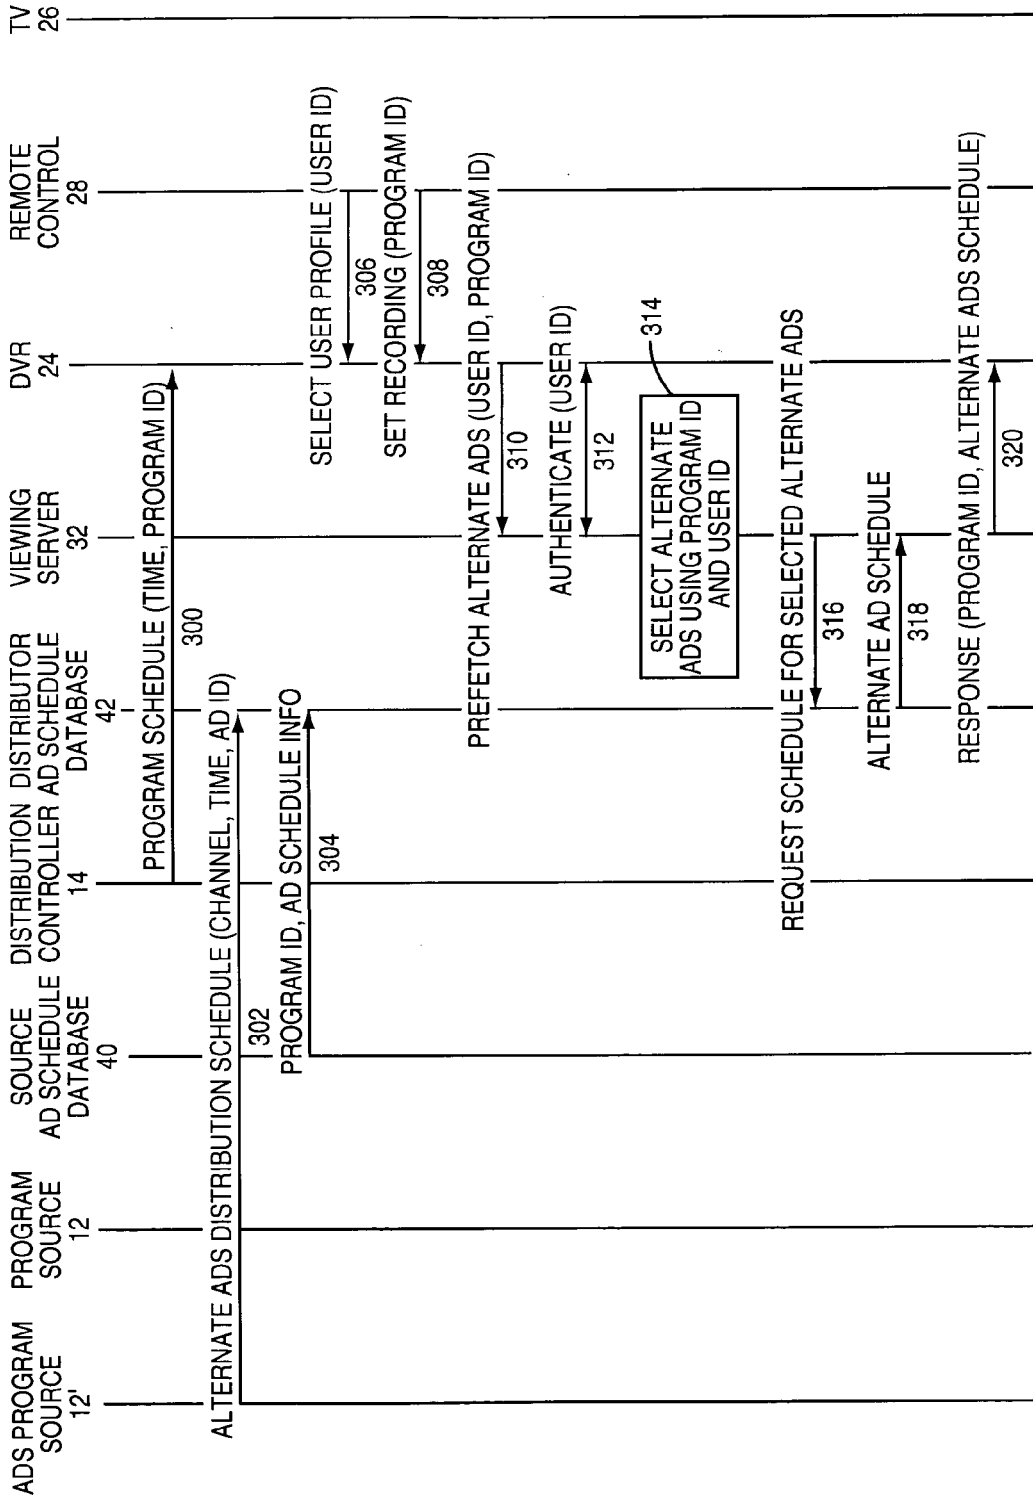 ADS PROGRAM
SOURCE
12'
PROGRAM
SOURCE
12
SOURCE
AD SCHEDULE
DATABASE
40
DISTRIBUTION
CONTROLLER
14
DISTRIBUTOR
AD SCHEDULE
DATABASE
42
VIEWING
SERVER
32
DVR
24
REMOTE
CONTROL
28
TV
26
PROGRAM SCHEDULE (TIME, PROGRAM ID)
300
ALTERNATE ADS DISTRIBUTION SCHEDULE (CHANNEL, TIME, AD ID)
302
PROGRAM ID, AD SCHEDULE INFO
304
SELECT USER PROFILE (USER ID)
306
SET RECORDING (PROGRAM ID)
308
PREFETCH ALTERNATE ADS (USER ID, PROGRAM ID)
310
AUTHENTICATE (USER ID)
312
SELECT ALTERNATE
ADS USING PROGRAM ID
AND USER ID
314
REQUEST SCHEDULE FOR SELECTED ALTERNATE ADS
316
ALTERNATE AD SCHEDULE
318
RESPONSE (PROGRAM ID, ALTERNATE ADS SCHEDULE)
320